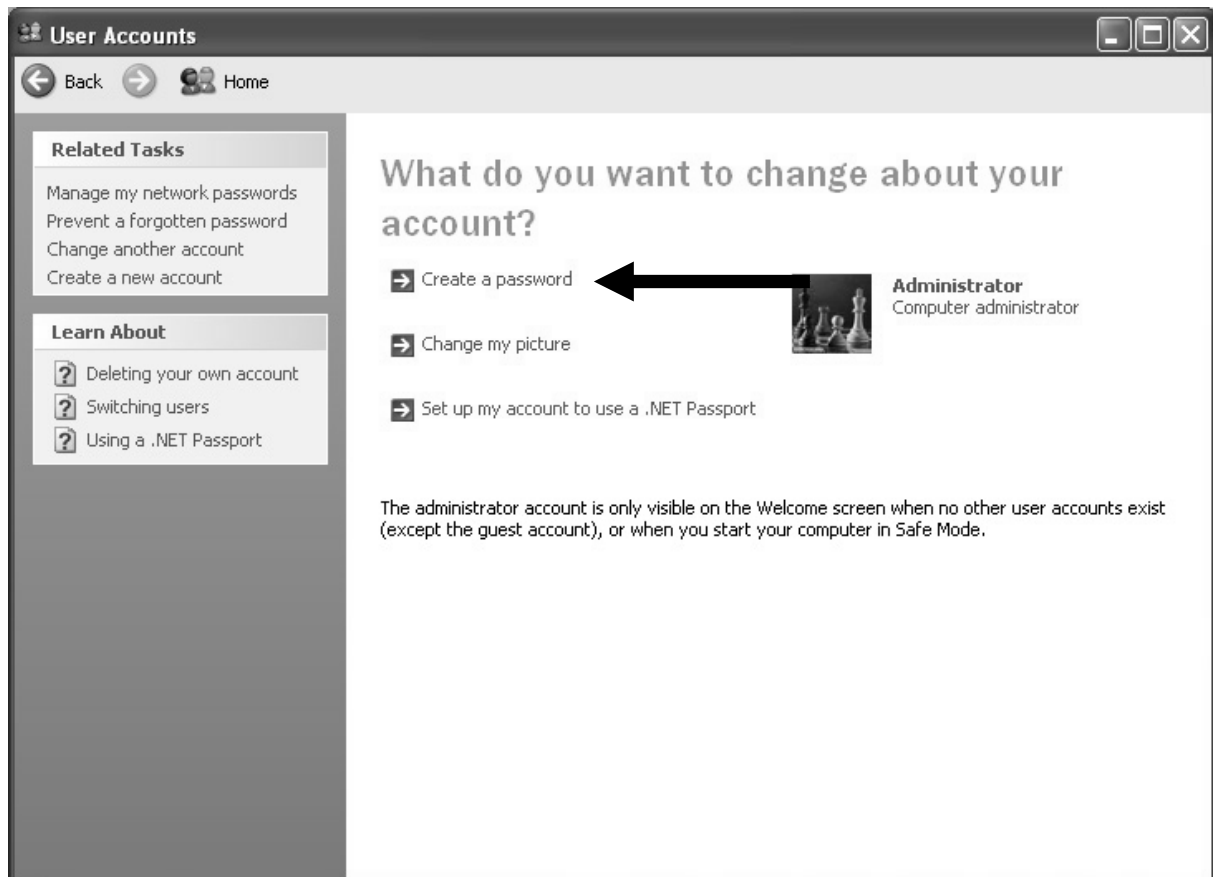 User Accounts
Back
Home
Related Tasks
Manage my network passwords
Prevent a forgotten password
Change another account
Create a new account
Learn About
? Deleting your own account
? Switching users
? Using a .NET Passport
What do you want to change about your
account?
Create a password
Change my picture
Set up my account to use a .NET Passport
Administrator
Computer administrator
The administrator account is only visible on the Welcome screen when no other user accounts exist
(except the guest account), or when you start your computer in Safe Mode.